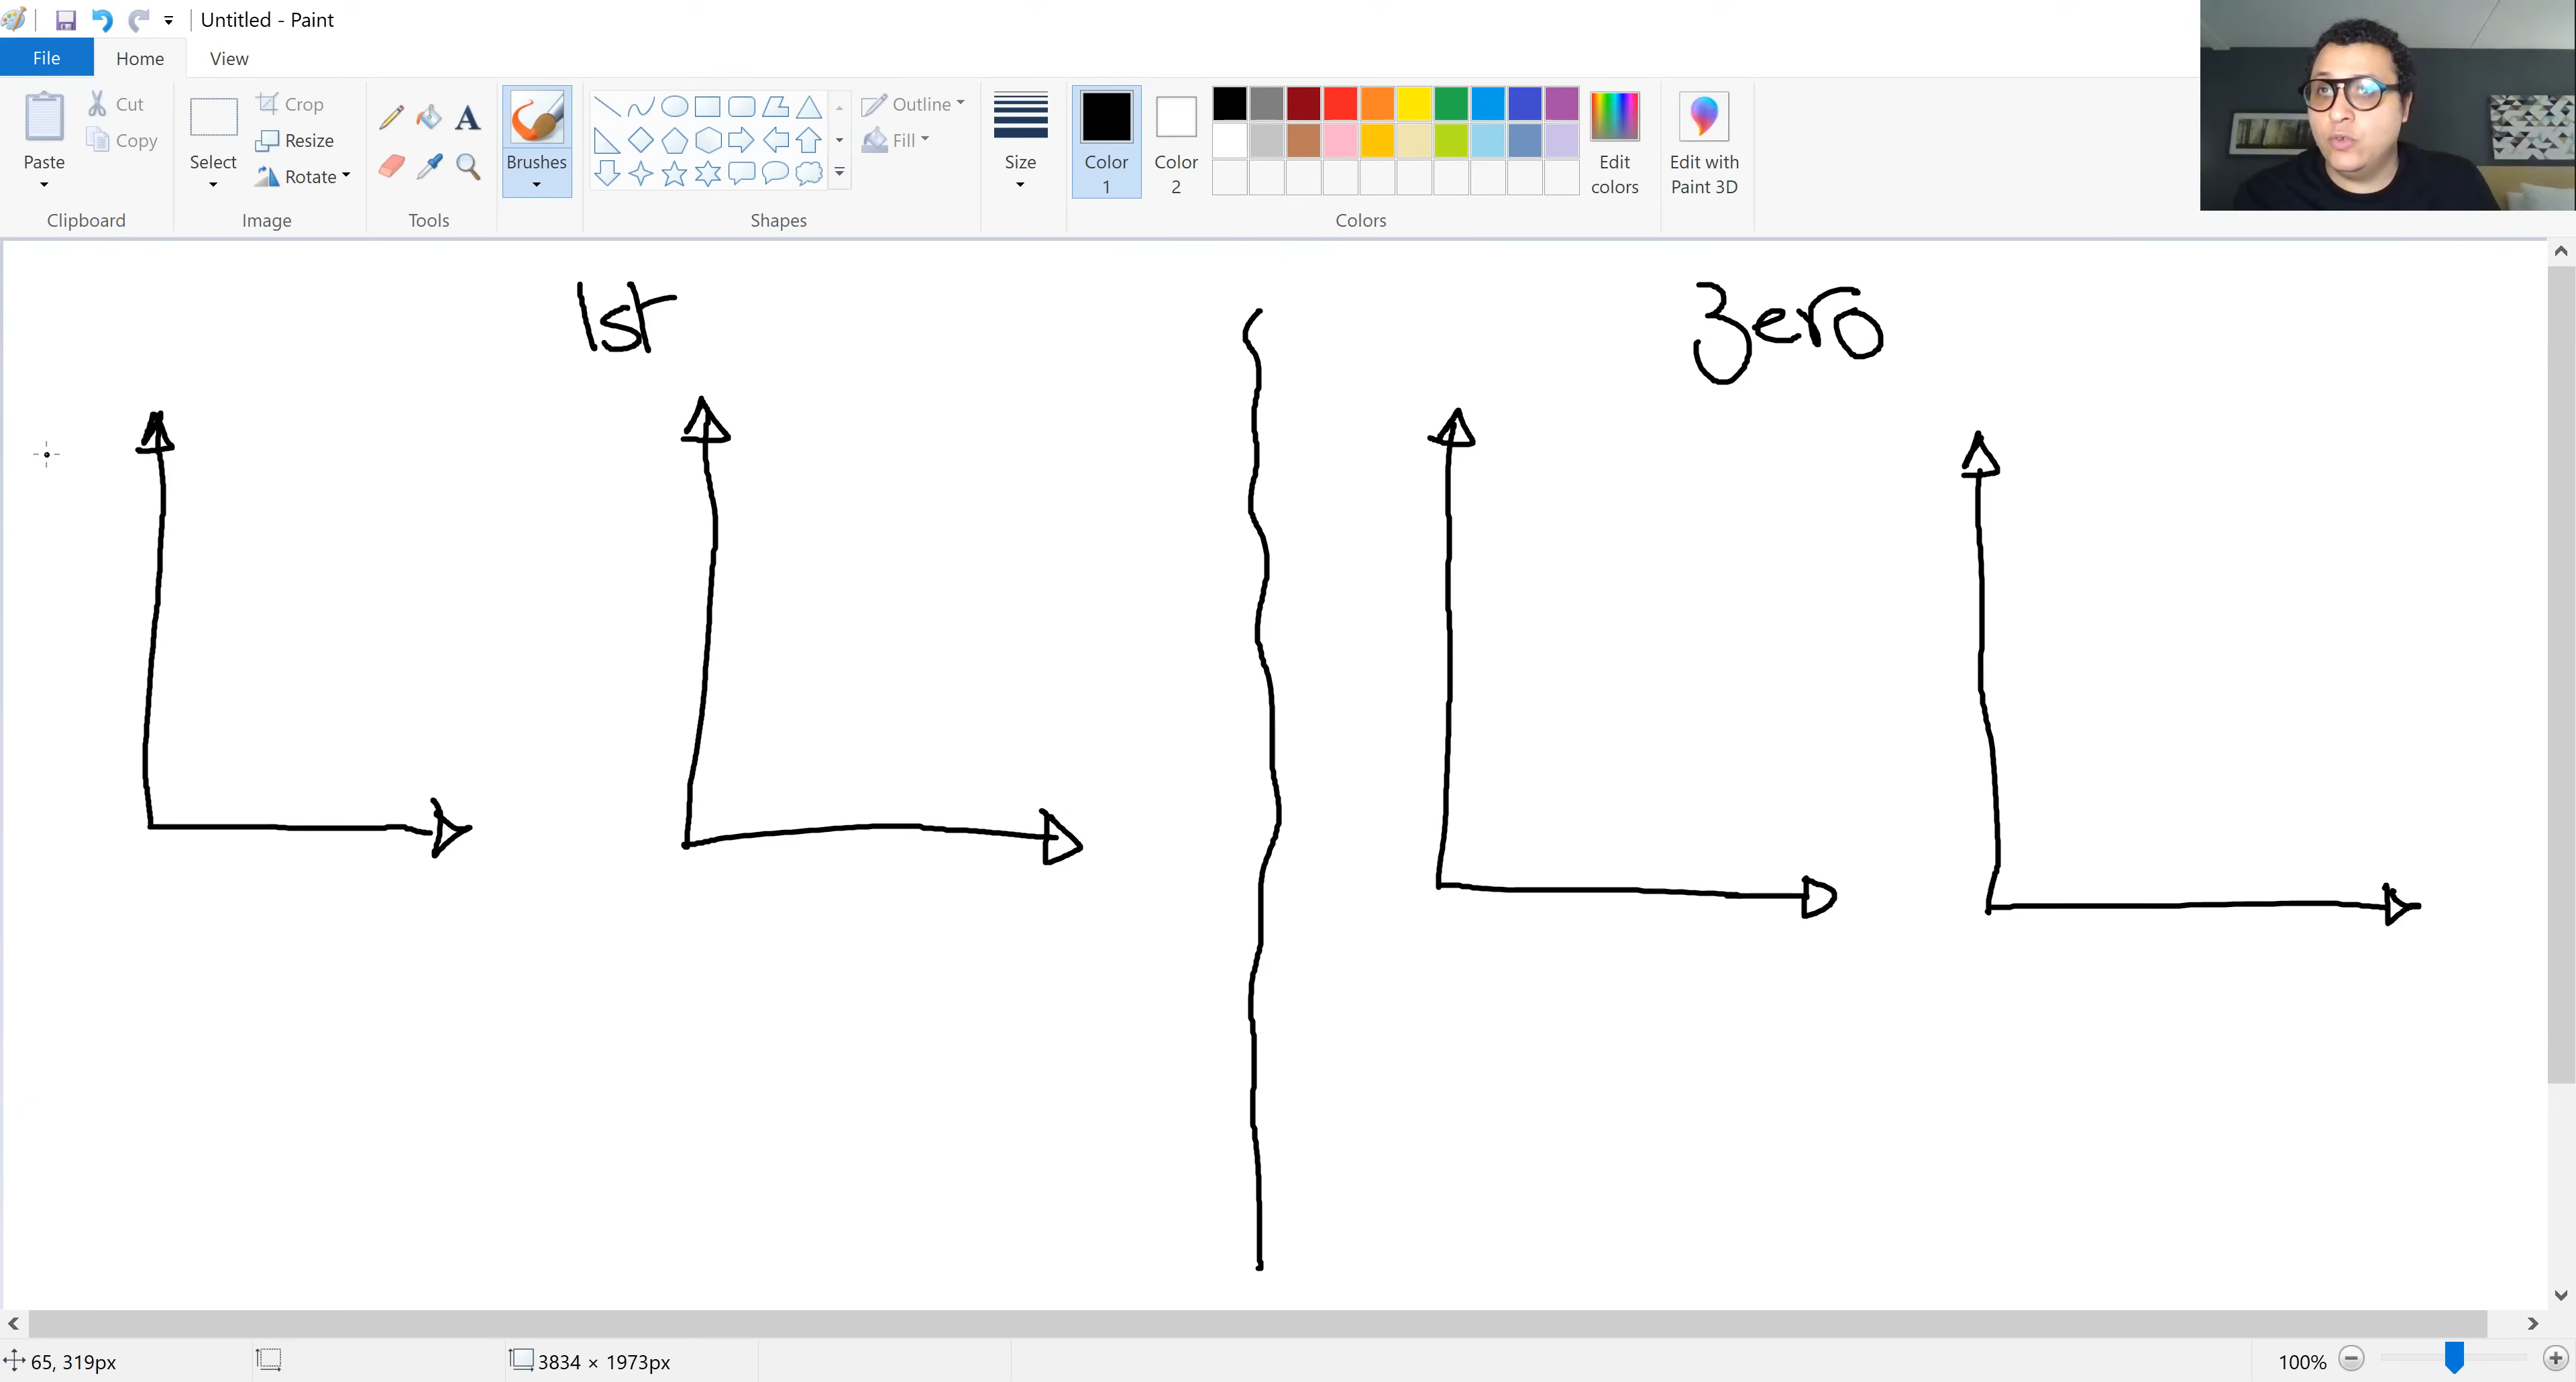 Untitled - Paint
File Home View
Paste
Cut
Copy
Clipboard
Select
Crop
Resize
Rotate
Image
A
Tools
Brushes
Shapes
Outline
Fill
Size
Color 1
Color 2
Colors
Edit colors
Edit with Paint 3D
1st
Zero
65, 319px
3834 × 1973px
100%